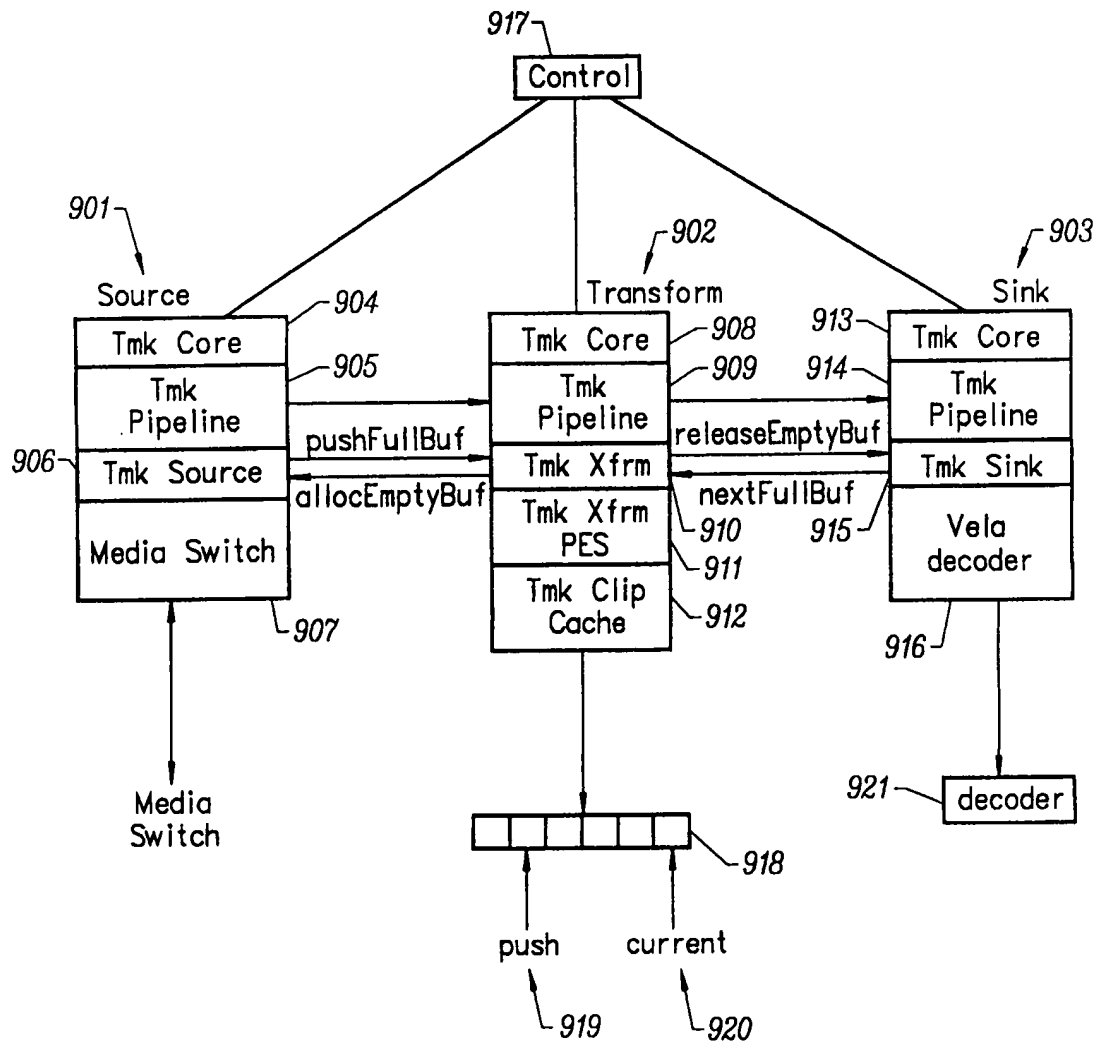 917
Control
901
902
903
Source
Transform
Sink
904
908
913
Tmk Core
Tmk Core
Tmk Core
905
909
914
Tmk
Pipeline
Tmk
Pipeline
Tmk
Pipeline
pushFullBuf
releaseEmptyBuf
906
Tmk Source
Tmk Xfrm
Tmk Sink
allocEmptyBuf
nextFullBuf
910
915
Media Switch
Tmk Xfrm
PES
Vela
decoder
911
907
Tmk Clip
Cache
912
916
Media
Switch
921
decoder
918
push
current
919
920